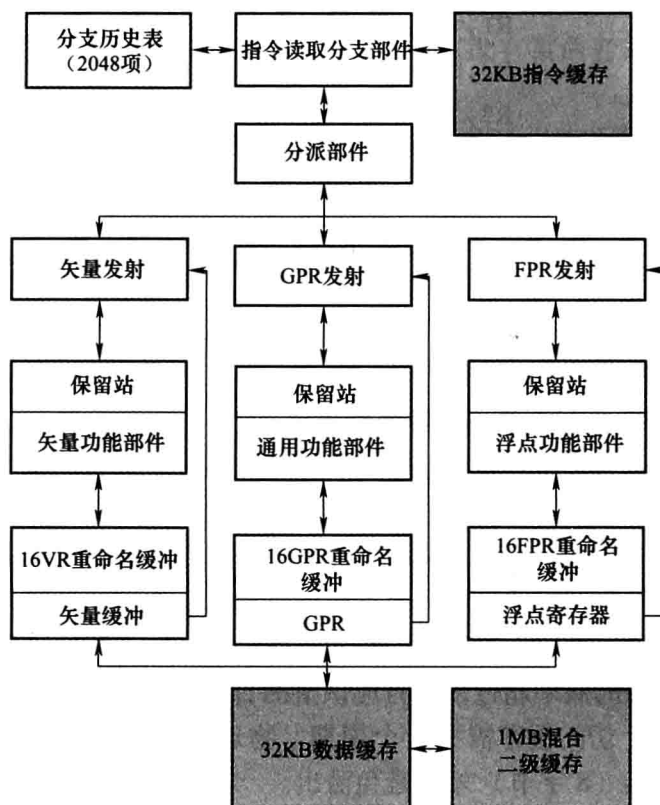 分支历史表
（2048项）
指令读取分支部件
32KB指令缓存
分派部件
矢量发射
GPR发射
FPR发射
保留站
矢量功能部件
保留站
通用功能部件
保留站
浮点功能部件
16VR重命名缓冲
矢量缓冲
16GPR重命名
缓冲
GPR
16FPR重命名
缓冲
浮点寄存器
32KB数据缓存
1MB混合
二级缓存